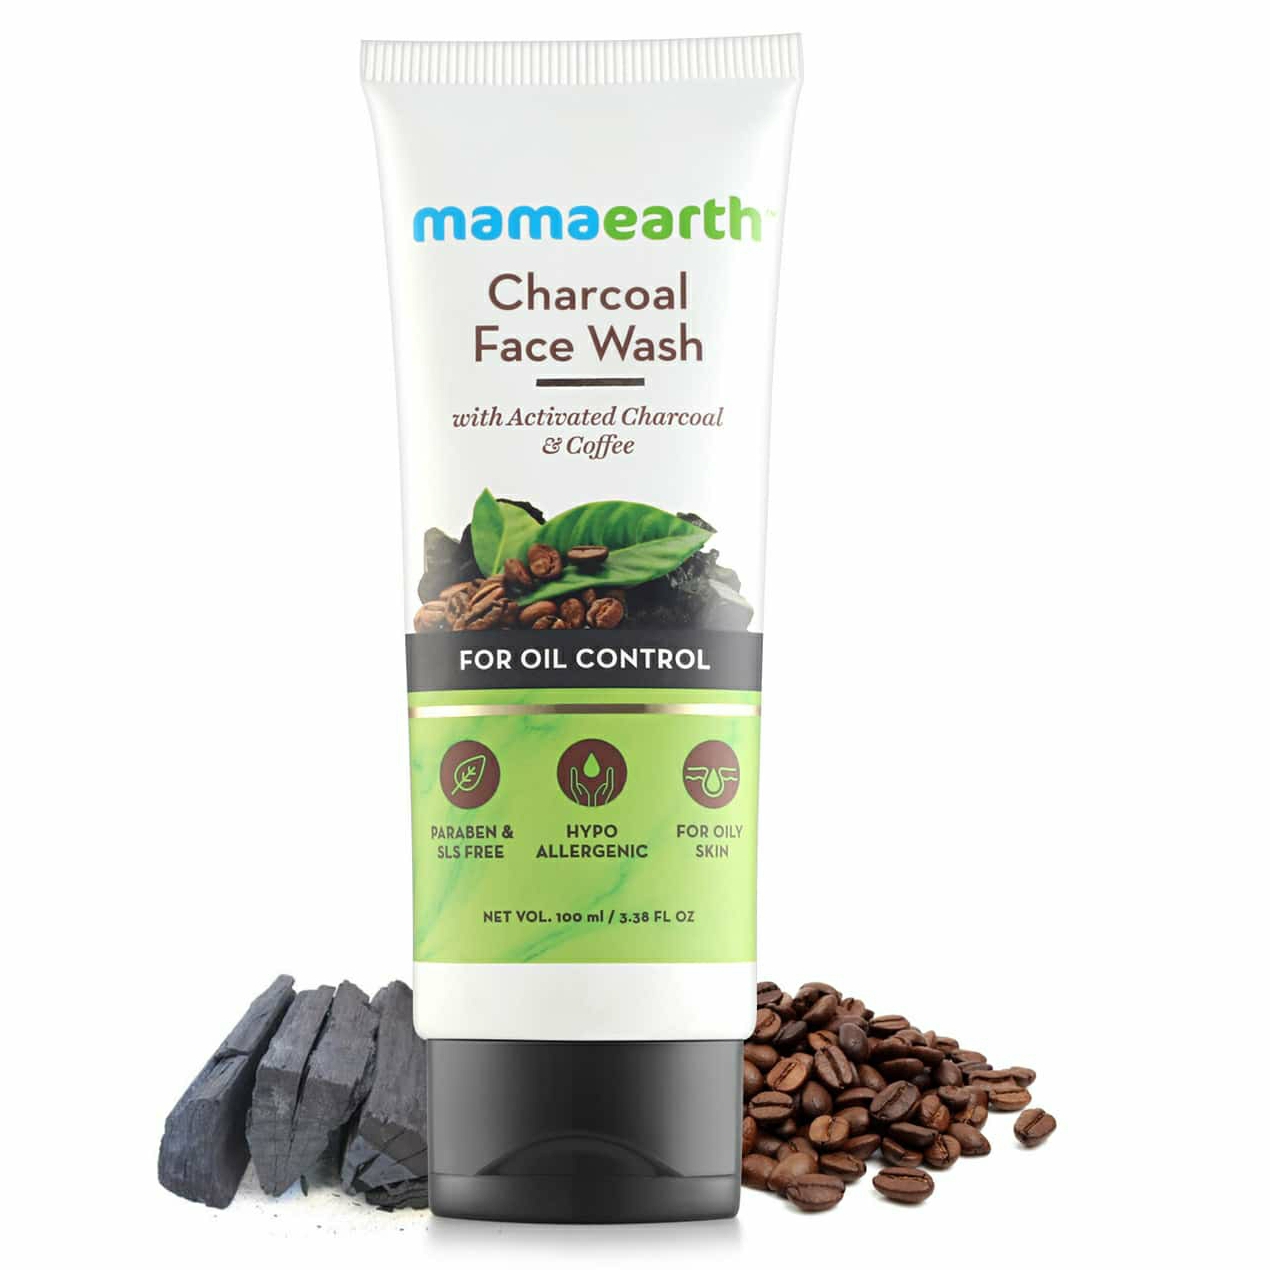 mamaearth™
Charcoal
Face Wash
with Activated Charcoal
& Coffee
FOR OIL CONTROL
PARABEN &
SLS FREE
HYPO
ALLERGENIC
FOR OILY
SKIN
NET VOL. 100 ml / 3.38 FL OZ